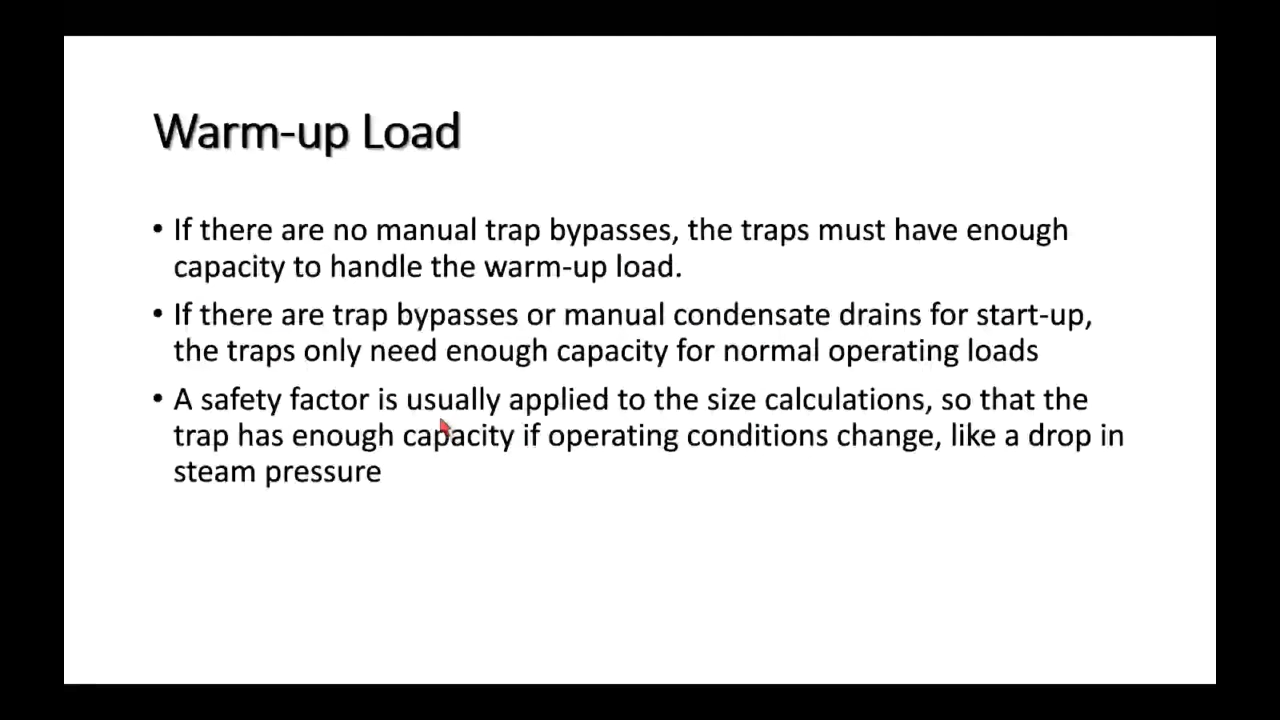 Warm-up Load
• If there are no manual trap bypasses, the traps must have enough
capacity to handle the warm-up load.
• If there are trap bypasses or manual condensate drains for start-up,
the traps only need enough capacity for normal operating loads
• A safety factor is usually applied to the size calculations, so that the
trap has enough capacity if operating conditions change, like a drop in
steam pressure